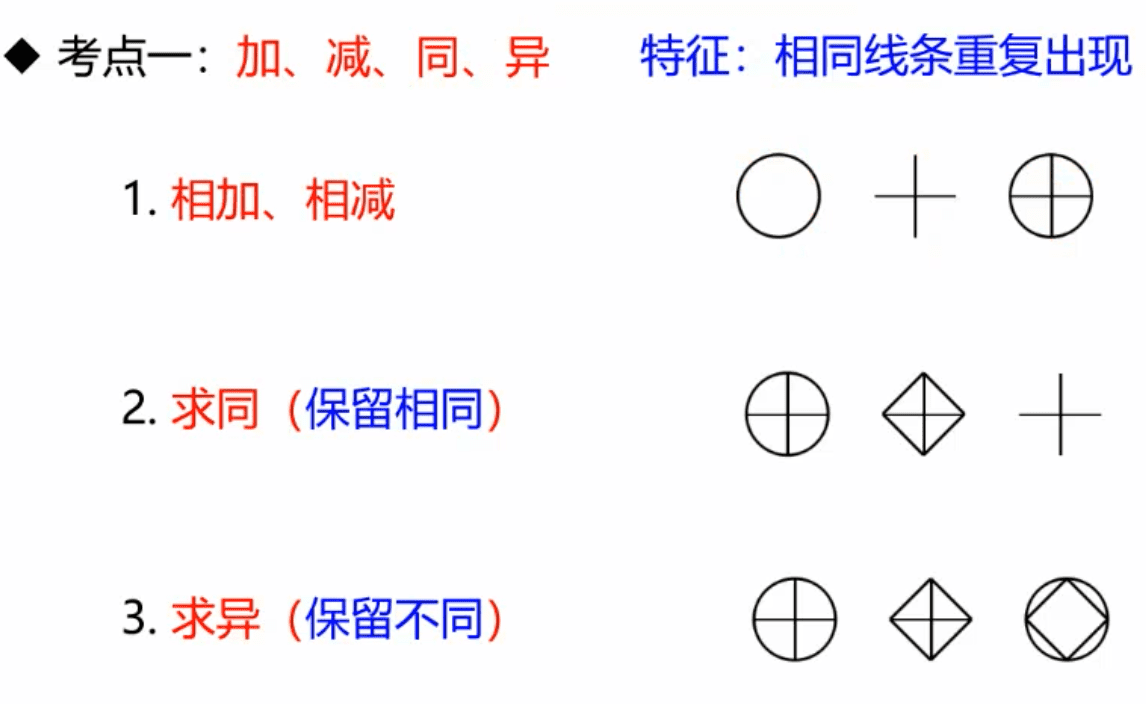 ◆ 考点一：加、减、同、异 特征：相同线条重复出现
1. 相加、相减
2. 求同（保留相同）
3. 求异（保留不同）